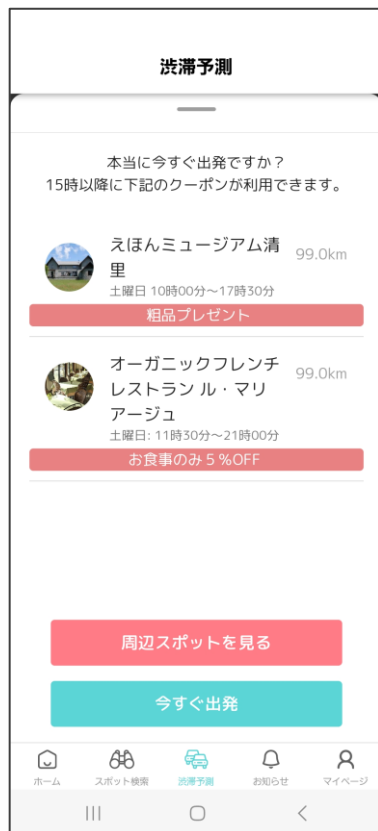 渋滞予測
本当に今すぐ出発ですか？
15時以降に下記のクーポンが利用できます。
えほんミュージアム清
里
99.0km
土曜日 10時00分～17時30分
粗品プレゼント
オーガニックフレンチ
レストラン ル・マリ
アージュ
99.0km
土曜日: 11時30分～21時00分
お食事のみ５％OFF
周辺スポットを見る
今すぐ出発
ホーム スポット検索 渋滞予測 お知らせ マイページ